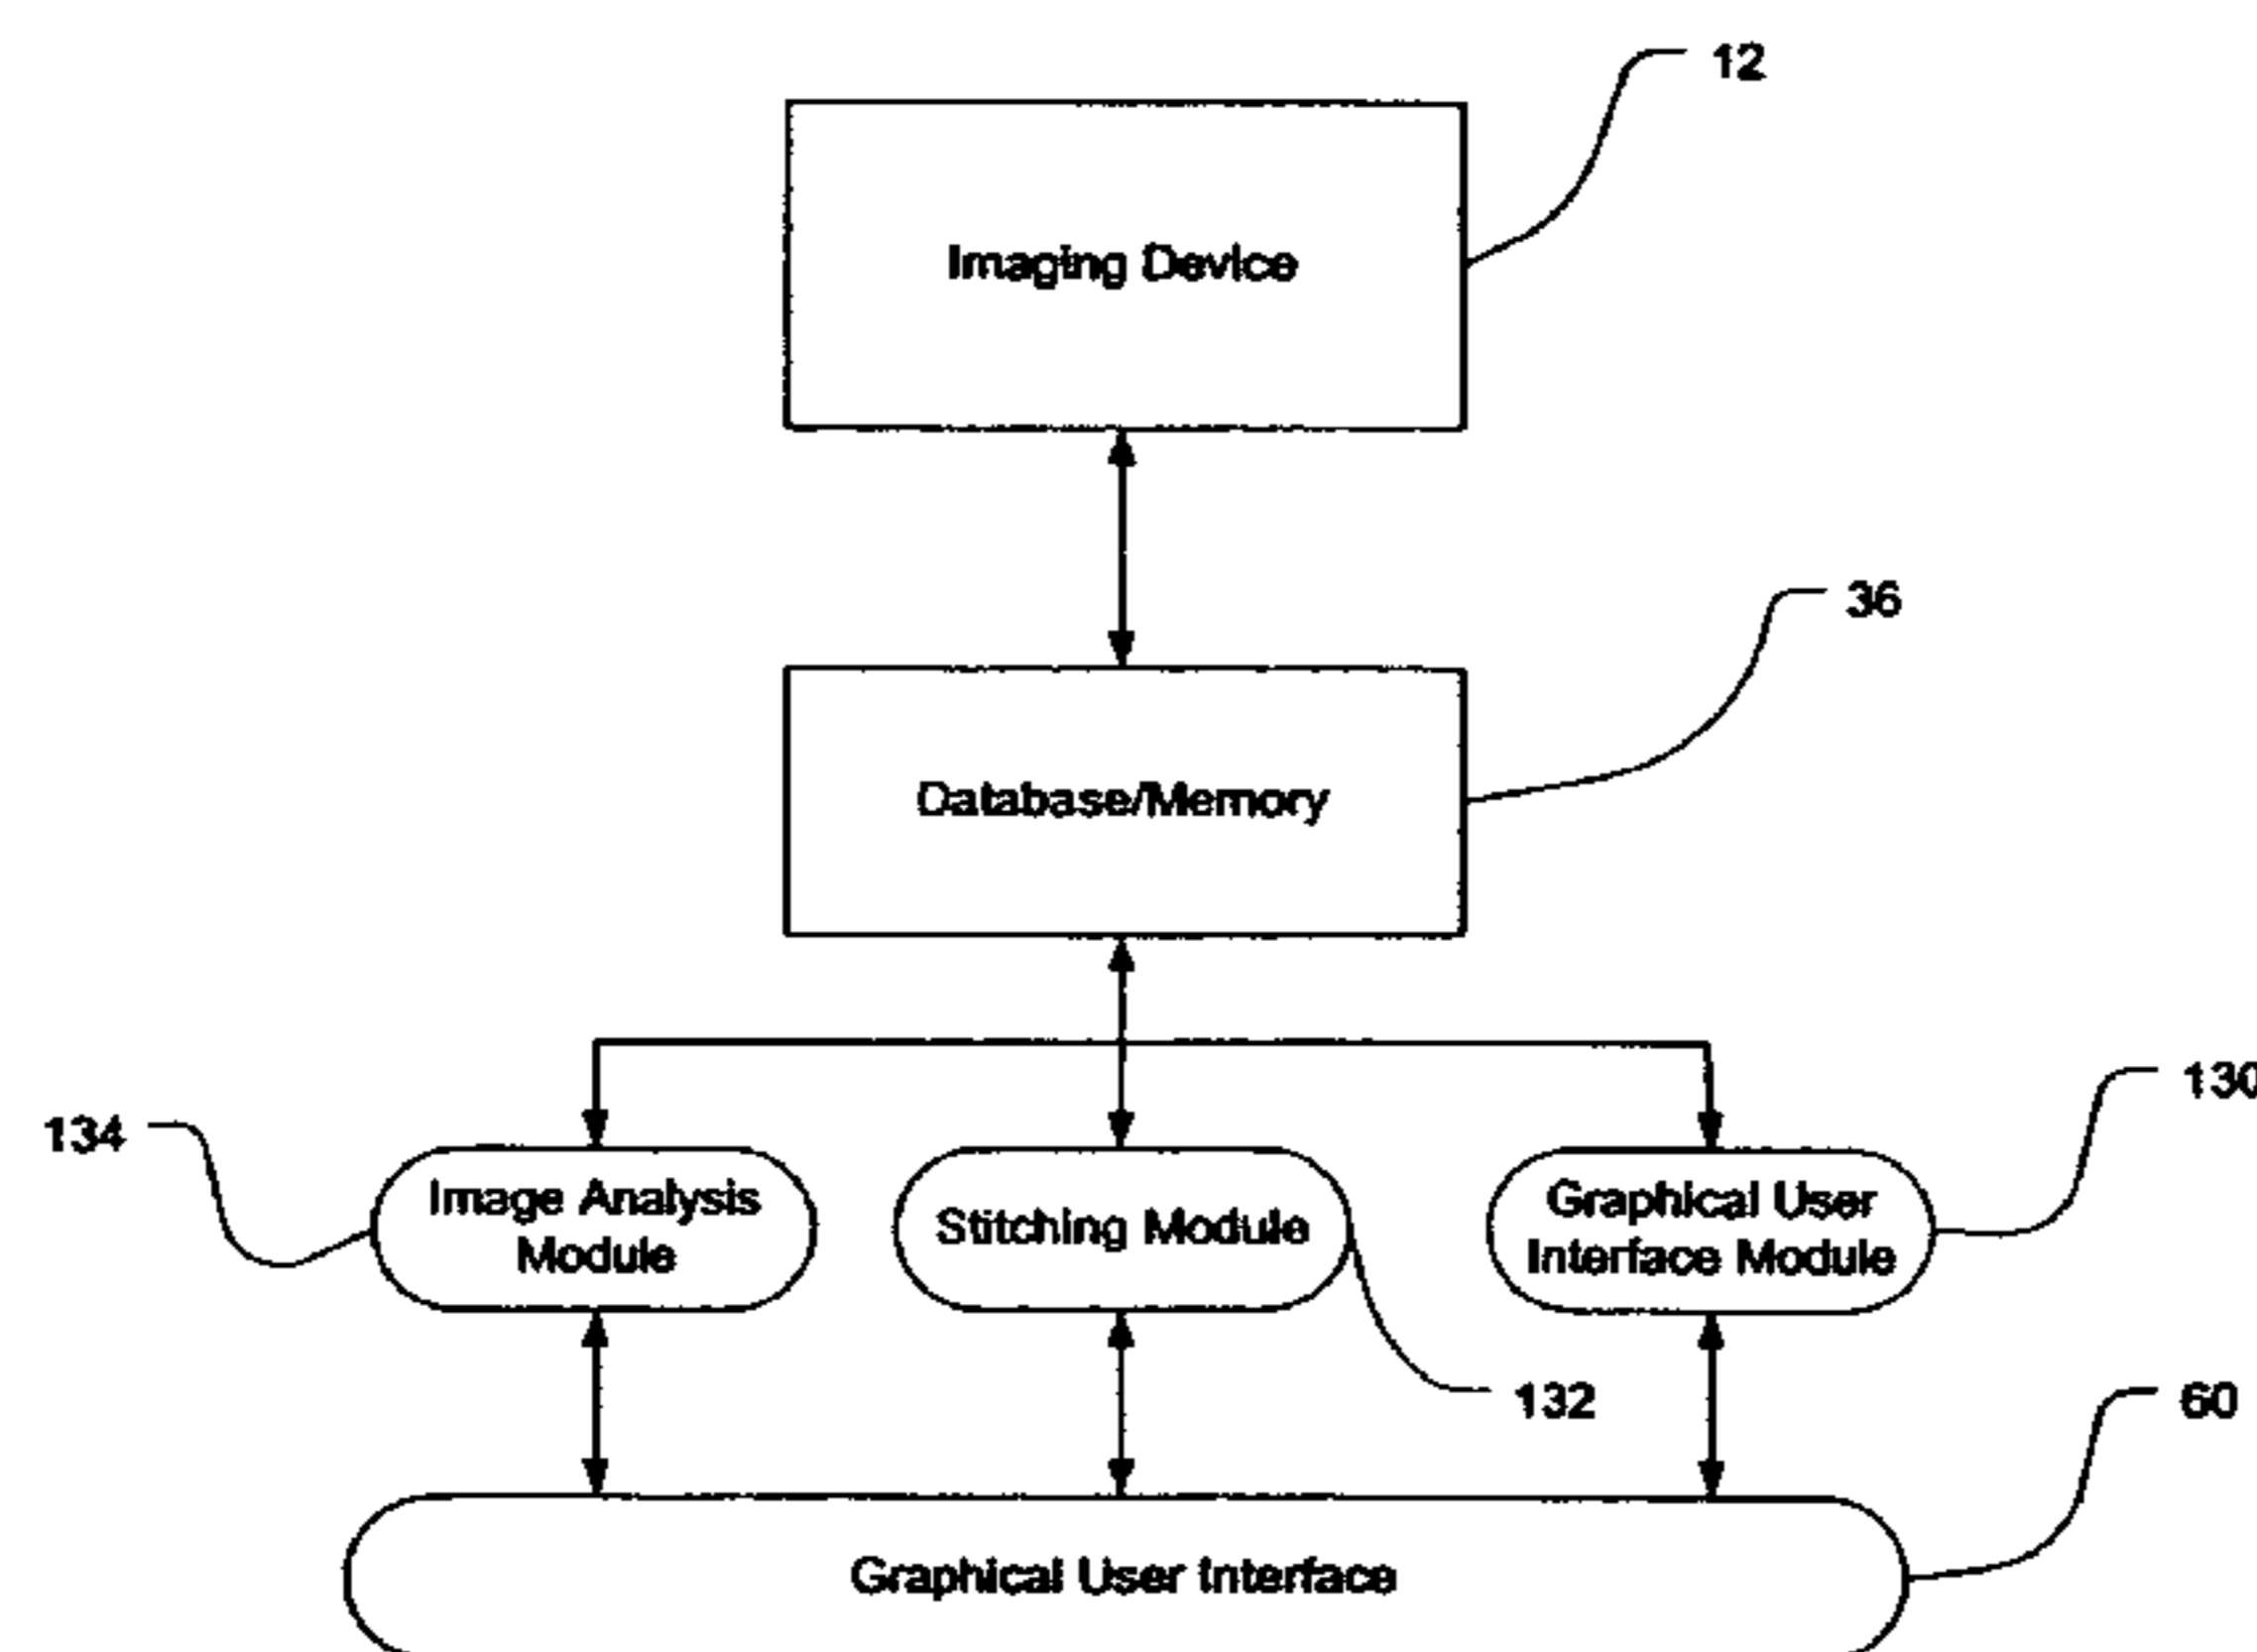 12
Imaging Device
36
Database/Memory
130
134
Image Analysis
Module
Stitching Module
Graphical User
Interface Module
132
60
Graphical User Interface